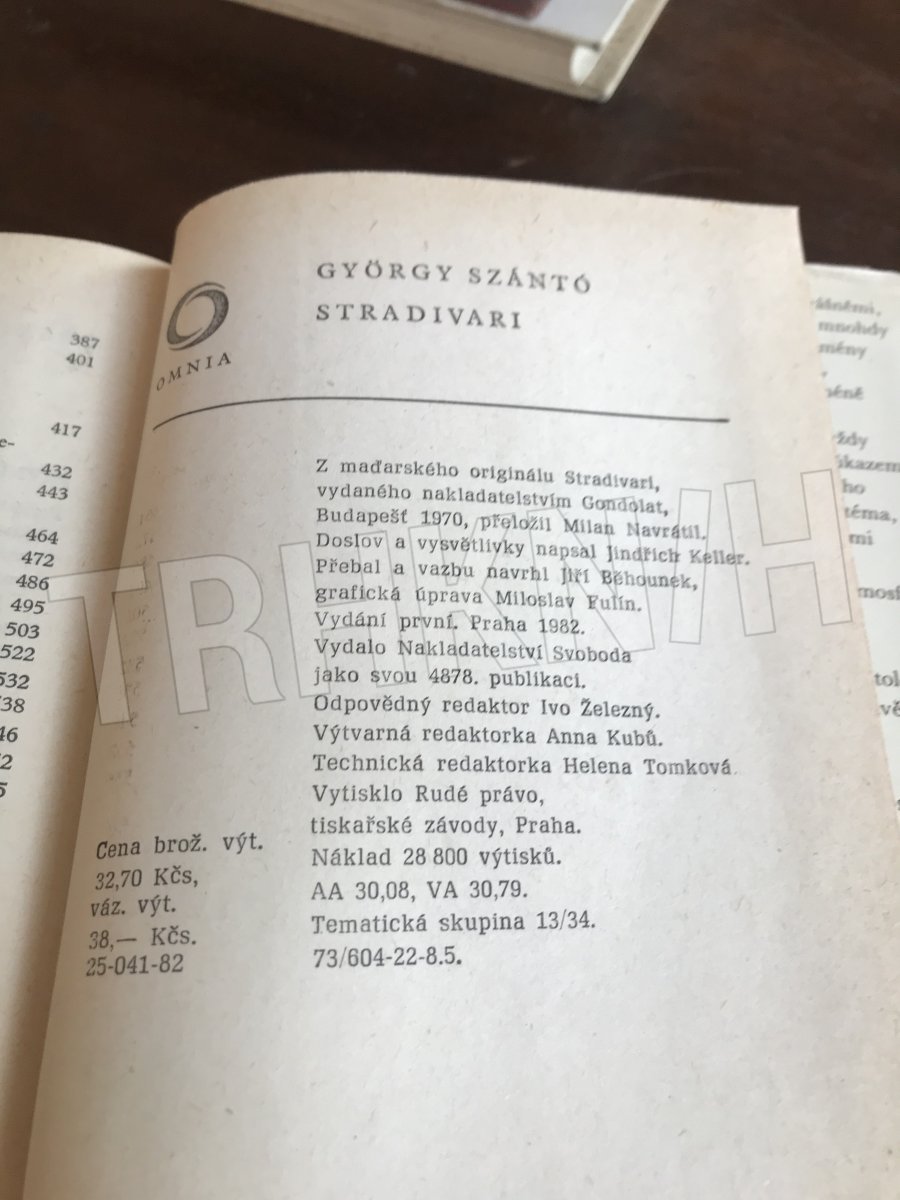 387
401
417
e-
432
443
464
472
486
495
503
522
532
GYÖRGY SZÁNTÓ
STRADIVARI
OMNIA
Z maďarského originálu Stradivari,
vydaného nakladatelstvím Gondolat,
Budapešť 1970, přeložil Milan Navrátil.
Doslov a vysvětlivky napsal Jindřich Keller.
Přebal a vazbu navrhl Jiří Běhounek,
grafická úprava Miloslav Fulín.
Vydání první. Praha 1982.
Vydalo Nakladatelství Svoboda
jako svou 4878. publikaci.
Odpovědný redaktor Ivo Železný.
Výtvarná redaktorka Anna Kubů.
Technická redaktorka Helena Tomková.
Vytisklo Rudé právo,
tiskařské závody, Praha.
Náklad 28 800 výtisků.
AA 30,08, VA 30,79.
Tematická skupina 13/34.
73/604-22-8.5.
Cena brož. výt.
32,70 Kčs,
váz. výt.
38,— Kčs.
25-041-82
mnohdy
TRHKNIH